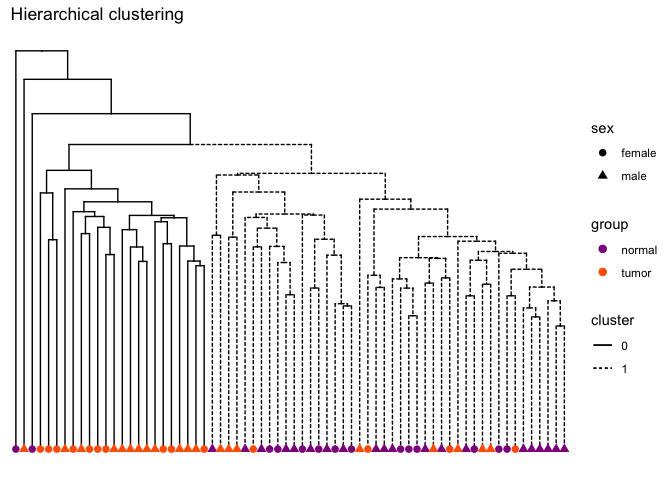 Hierarchical clustering
sex
female
male
group
normal
tumor
cluster
0
1